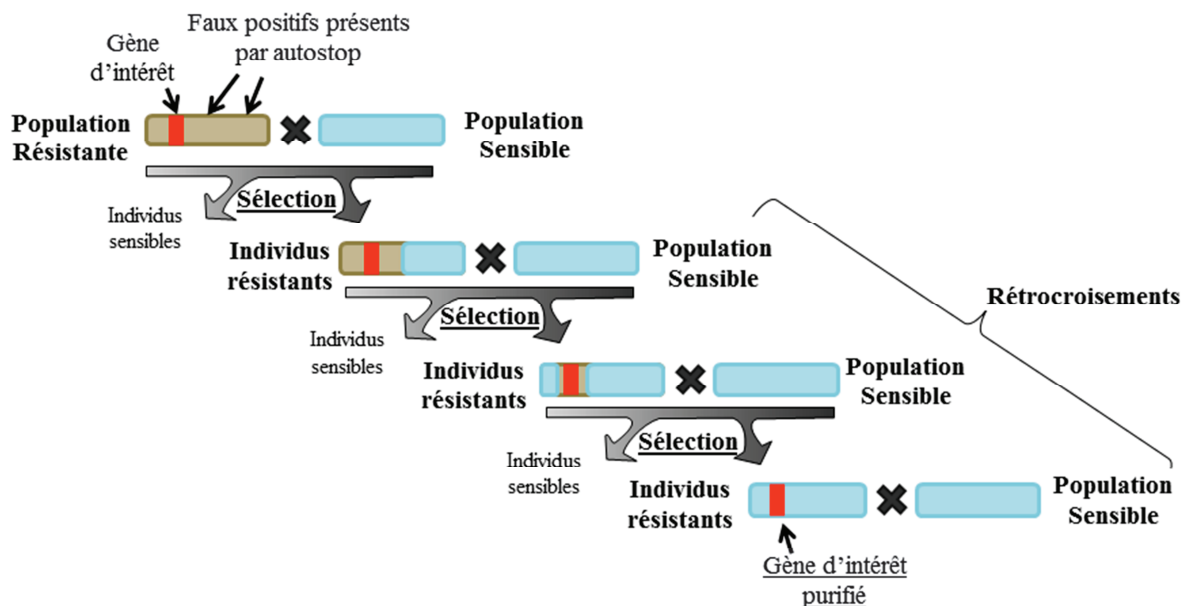 Faux positifs présents
par autostop
Gène
d'intérêt
Population
Résistante
Population
Sensible
Sélection
Individus
sensibles
Individus
résistants
Population
Sensible
Rétrocroisements
Sélection
Individus
sensibles
Individus
résistants
Population
Sensible
Sélection
Individus
sensibles
Individus
résistants
Population
Sensible
Gène d'intérêt
purifié